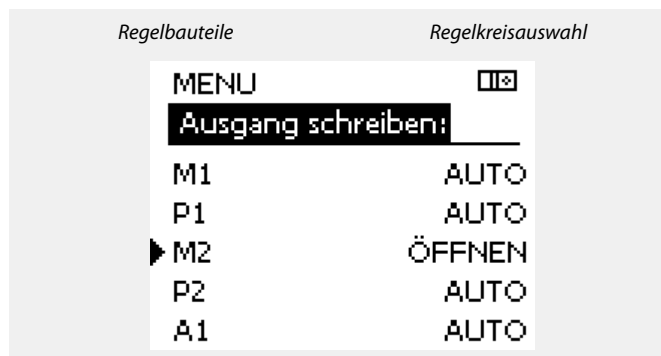 Regelbauteile Regelkreisauswahl
MENU
Ausgang schreiben:
M1 AUTO
P1 AUTO
M2 ÖFFNEN
P2 AUTO
A1 AUTO